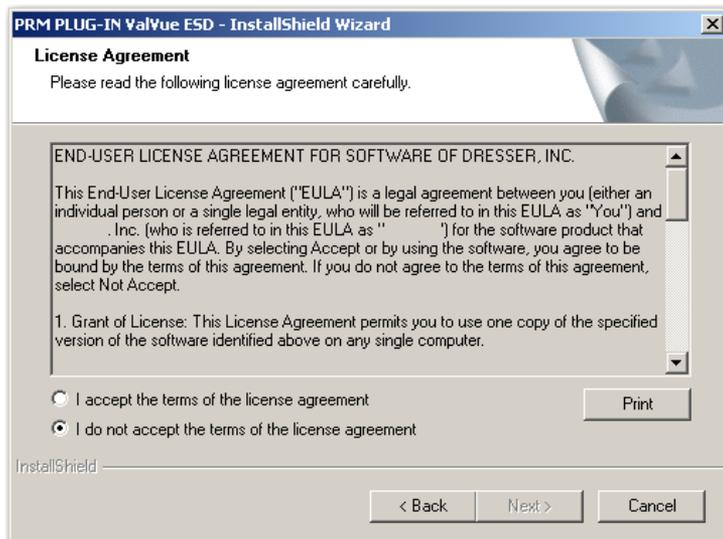 PRM PLUG-IN ValVue ESD - InstallShield Wizard
License Agreement
Please read the following license agreement carefully.
END-USER LICENSE AGREEMENT FOR SOFTWARE OF DRESSER, INC.
This End-User License Agreement ("EULA") is a legal agreement between you (either an
individual person or a single legal entity, who will be referred to in this EULA as "You") and
. Inc. (who is referred to in this EULA as " ') for the software product that
accompanies this EULA. By selecting Accept or by using the software, you agree to be
bound by the terms of this agreement. If you do not agree to the terms of this agreement,
select Not Accept.
1. Grant of License: This License Agreement permits you to use one copy of the specified
version of the software identified above on any single computer.
I accept the terms of the license agreement
Print
I do not accept the terms of the license agreement
InstallShield
< Back Next > Cancel